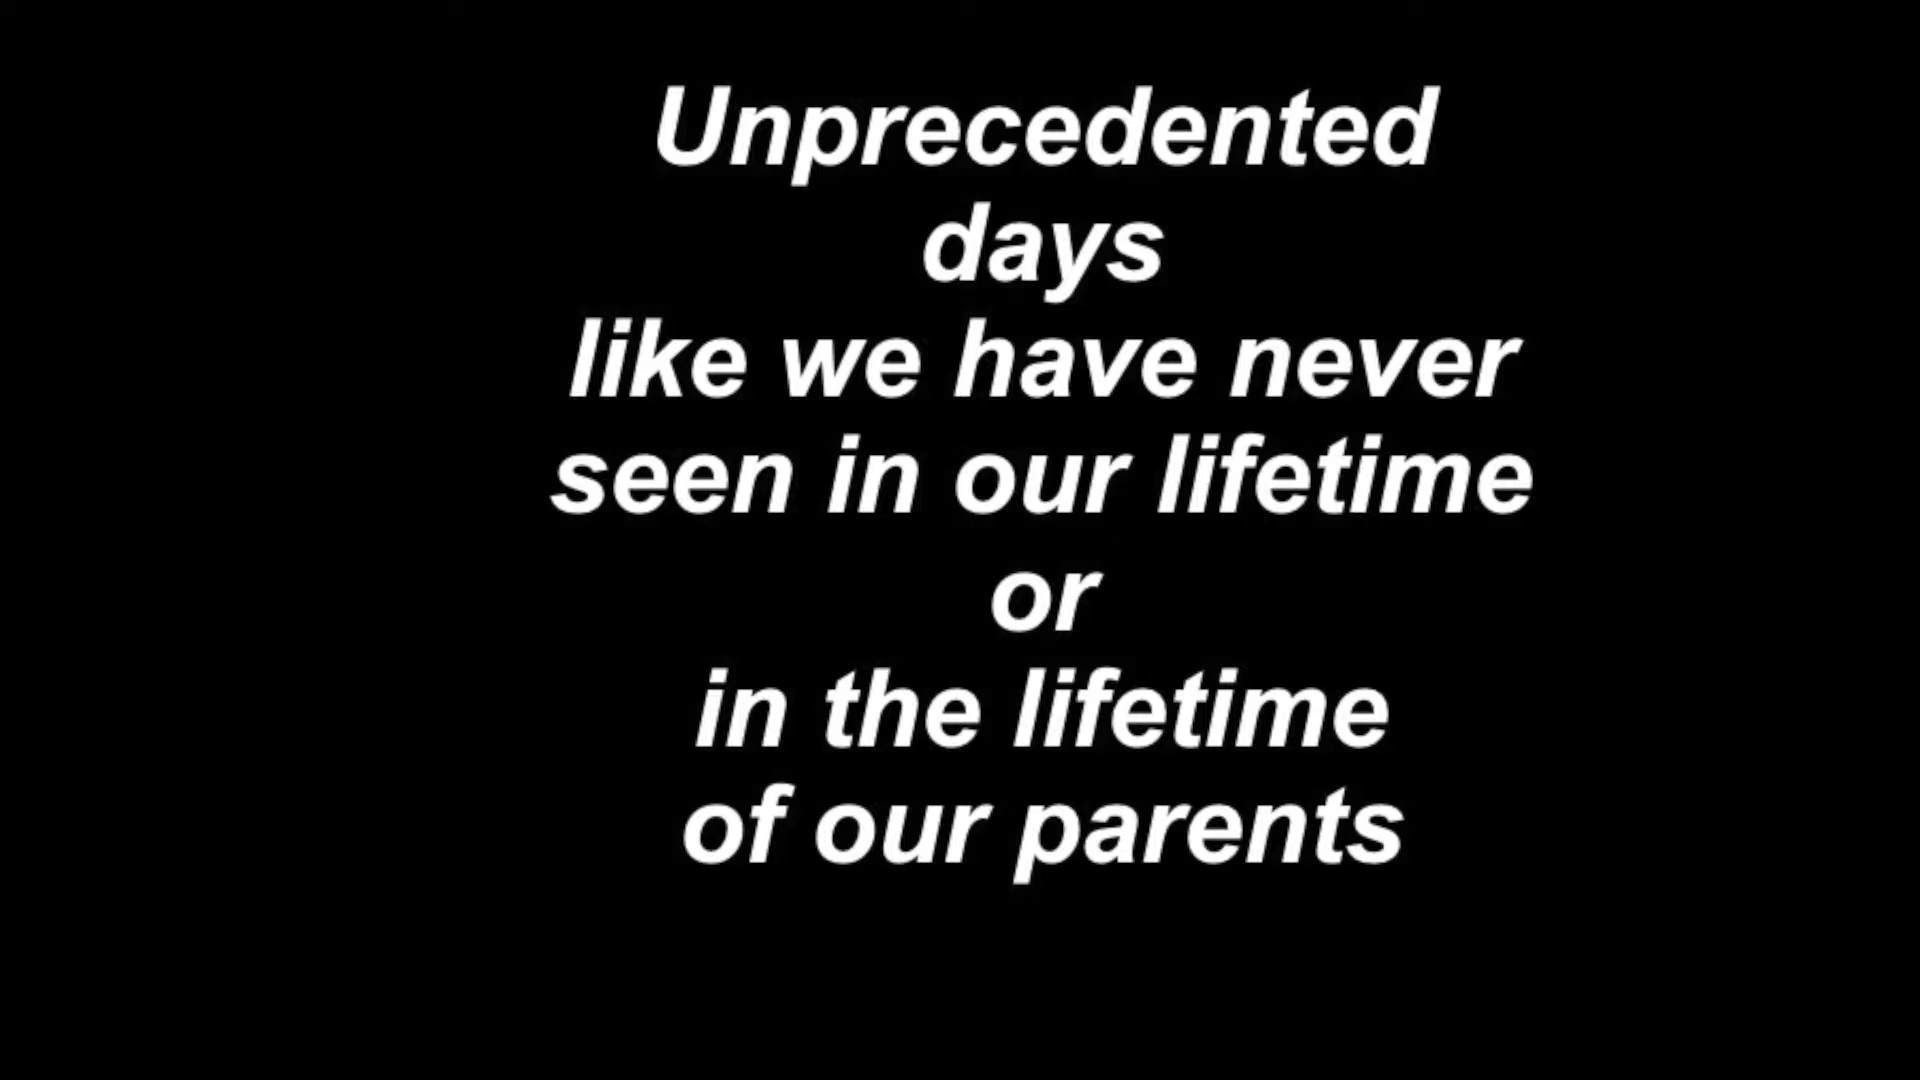 Unprecedented
days
like we have never
seen in our lifetime
or
in the lifetime
of our parents